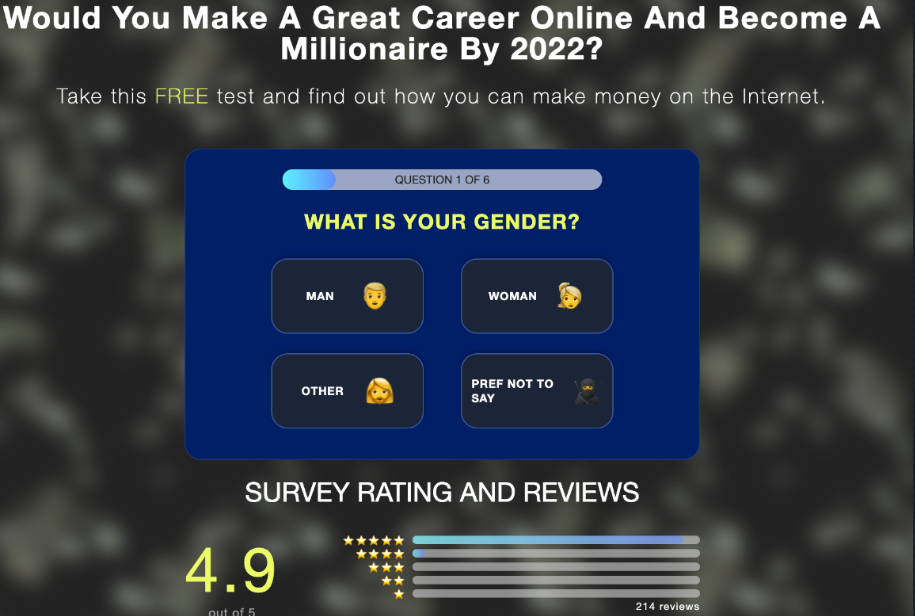 Would You Make A Great Career Online And Become A
Millionaire By 2022?
Take this FREE test and find out how you can make money on the Internet.
QUESTION 1 OF 6
WHAT IS YOUR GENDER?
MAN
WOMAN
OTHER
PREF NOT TO
SAY
SURVEY RATING AND REVIEWS
4.9
out of 5
214 reviews